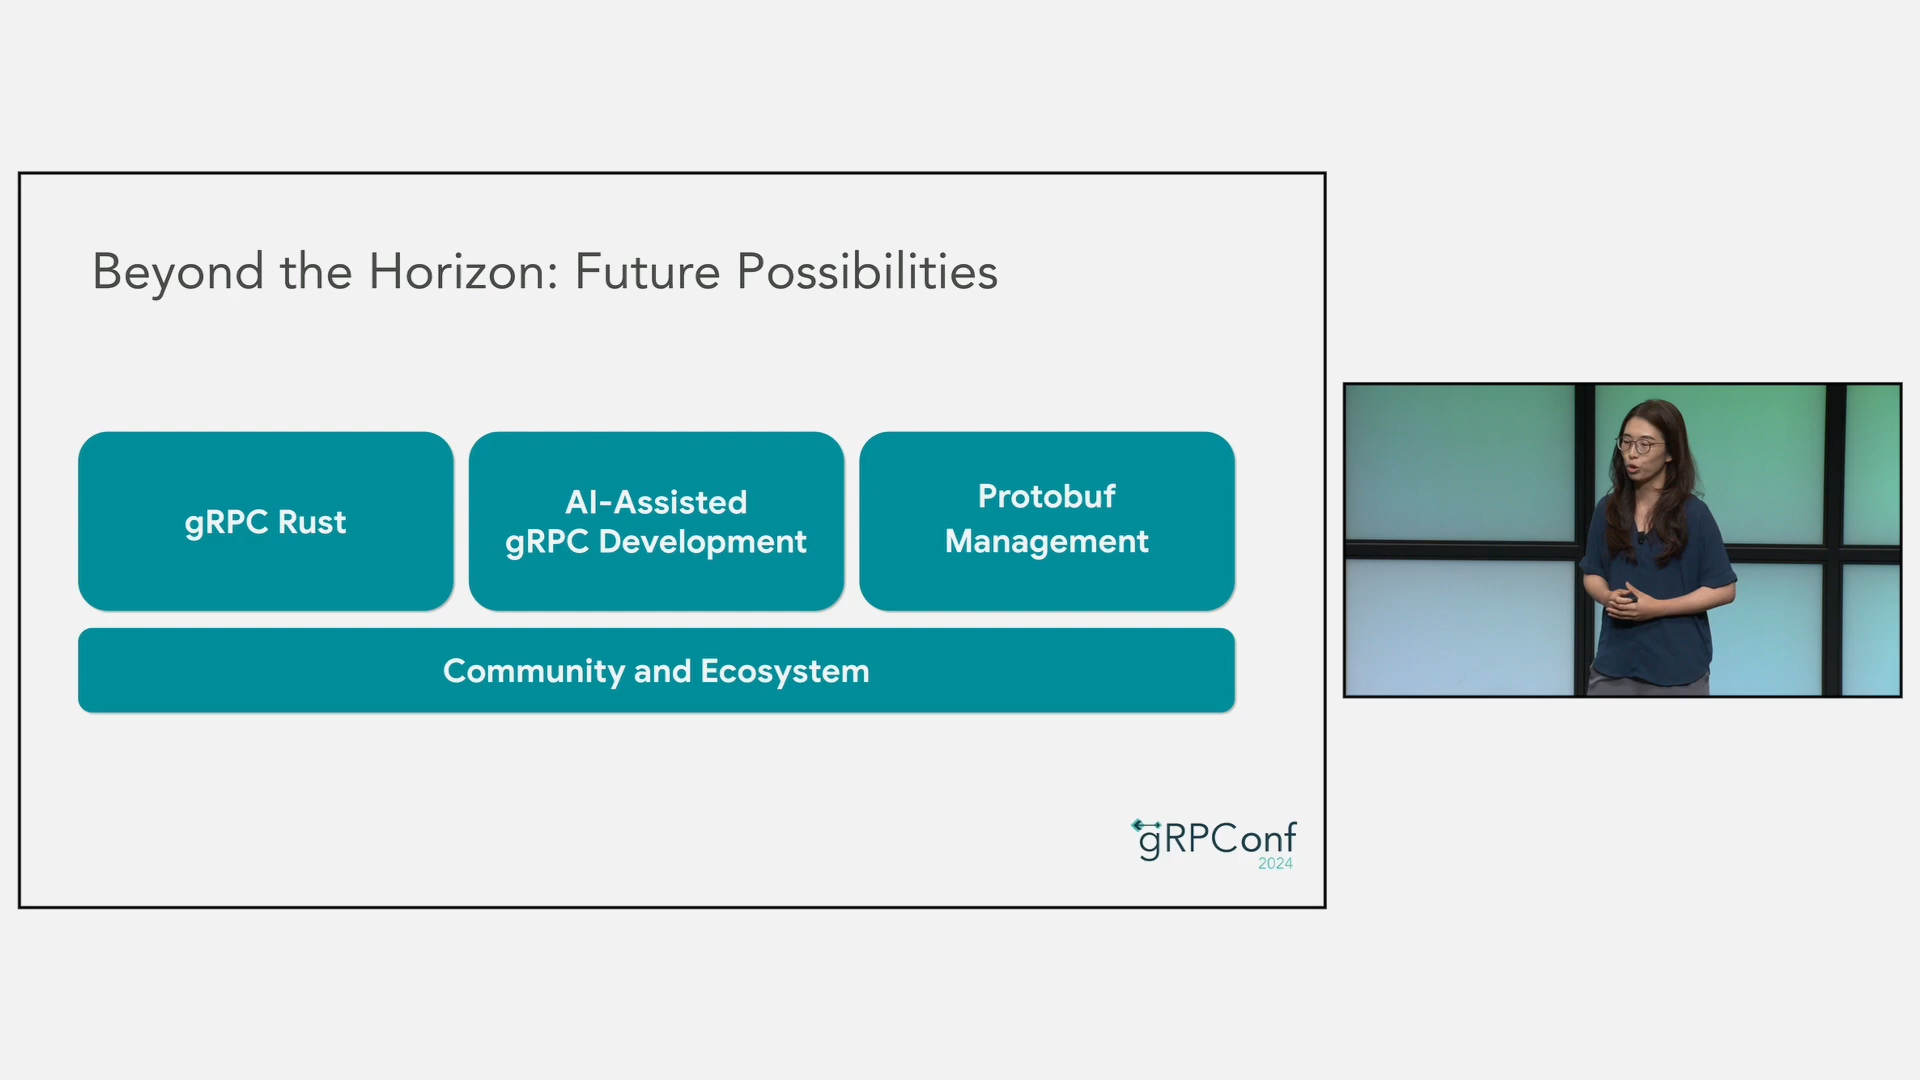 Beyond the Horizon: Future Possibilities
gRPC Rust
AI-Assisted
gRPC Development
Protobuf
Management
Community and Ecosystem
gRPConf
2024